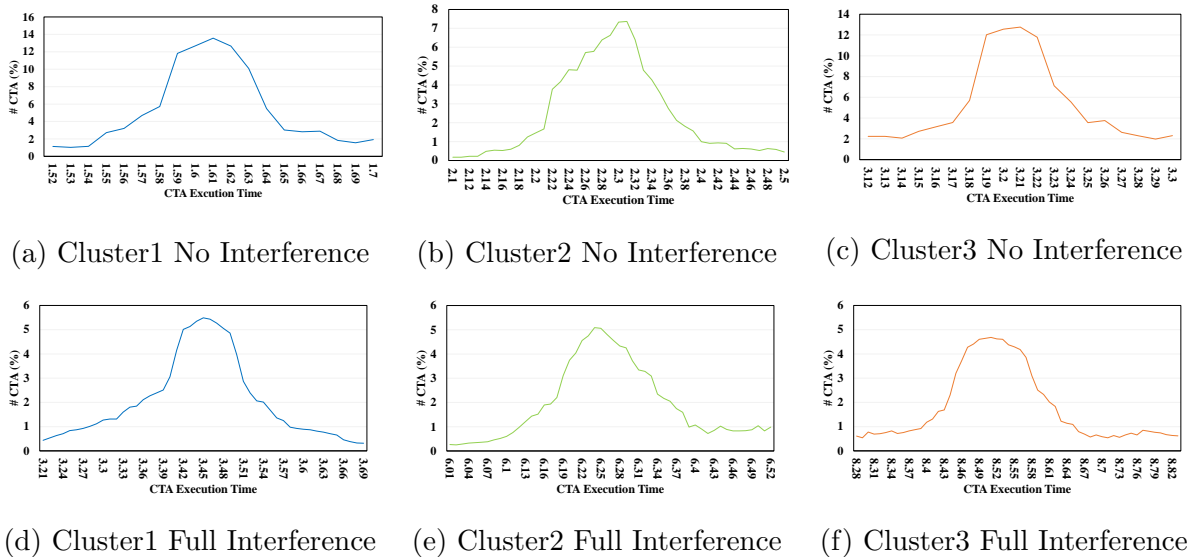 16
14
12
10
8
6
4
2
0
# CTA (%)
1.52 1.53 1.54 1.55 1.56 1.57 1.58 1.59 1.6 1.61 1.62 1.63 1.64 1.65 1.66 1.67 1.68 1.69 1.7
CTA Excution Time
(a) Cluster1 No Interference
8
7
6
5
4
3
2
1
0
# CTA (%)
2.1 2.12 2.14 2.16 2.18 2.2 2.22 2.24 2.26 2.28 2.3 2.32 2.34 2.36 2.38 2.4 2.42 2.44 2.46 2.48 2.5
CTA Execution Time
(b) Cluster2 No Interference
14
12
10
8
6
4
2
0
# CTA (%)
3.12 3.13 3.14 3.15 3.16 3.17 3.18 3.19 3.2 3.21 3.22 3.23 3.24 3.25 3.26 3.27 3.28 3.29 3.3
CTA Execution Time
(c) Cluster3 No Interference
6
5
4
3
2
1
0
# CTA (%)
3.21 3.24 3.27 3.3 3.33 3.36 3.39 3.42 3.45 3.48 3.51 3.54 3.57 3.6 3.63 3.66 3.69
CTA Execution Time
(d) Cluster1 Full Interference
6
5
4
3
2
1
0
# CTA (%)
6.01 6.04 6.07 6.1 6.13 6.16 6.19 6.22 6.25 6.28 6.31 6.34 6.37 6.4 6.43 6.46 6.49 6.52
CTA Execution Time
(e) Cluster2 Full Interference
6
5
4
3
2
1
0
# CTA (%)
8.28 8.31 8.34 8.37 8.4 8.43 8.46 8.49 8.52 8.55 8.58 8.61 8.64 8.67 8.7 8.73 8.76 8.79 8.82
CTA Execution Time
(f) Cluster3 Full Interference